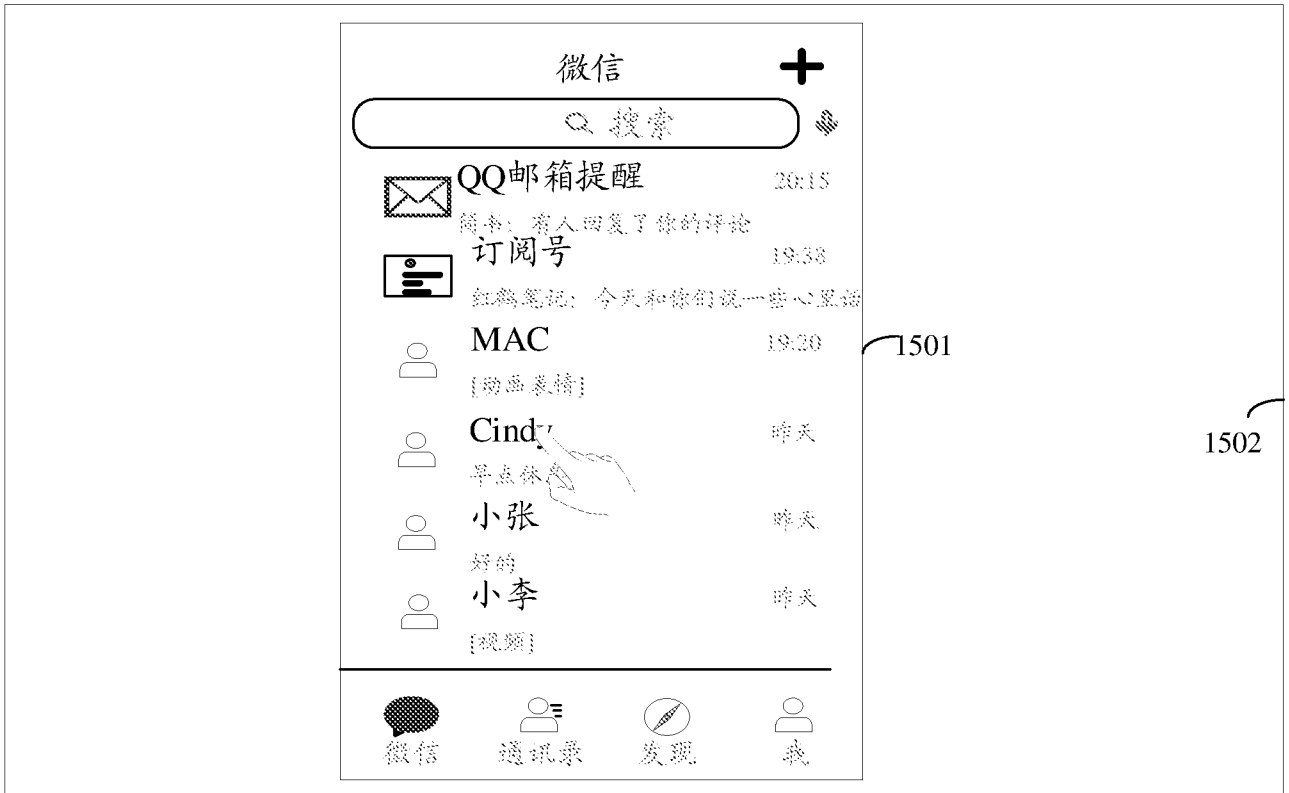 微信
搜索
QQ邮箱提醒 20:15
简书：有人回复了你的评论
订阅号 19:38
红鹤笔记：今天和你们说一些心里话
MAC 19:20
1501
[动画表情]
Cindy 昨天
1502
早点休
小张 昨天
好的
小李 昨天
[视频]
微信 通讯录 发现 我